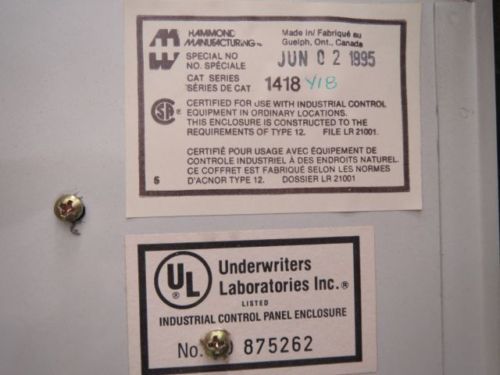 HAMMOND
MANUFACTURING
Made in/ Fabriqué au
Guelph, Ont., Canada
SPECIAL NO
NO. SPÉCIALE
JUN 02 1995
CAT SERIES
SÉRIES DE CAT
1418 Y18
CERTIFIED FOR USE WITH INDUSTRIAL CONTROL
EQUIPMENT IN ORDINARY LOCATIONS.
THIS ENCLOSURE IS CONSTRUCTED TO THE
REQUIREMENTS OF TYPE 12. FILE LR 21001.
CERTIFIÉ POUR USAGE AVEC ÉQUIPEMENT DE
CONTROLE INDUSTRIEL À DES ENDROITS NATUREL.
CE COFFRET EST FABRIQUÉ SELON LES NORMES
D'ACNOR TYPE 12. DOSSIER LR 21001
UL
Underwriters
Laboratories Inc.®
LISTED
INDUSTRIAL CONTROL PANEL ENCLOSURE
No. 875262